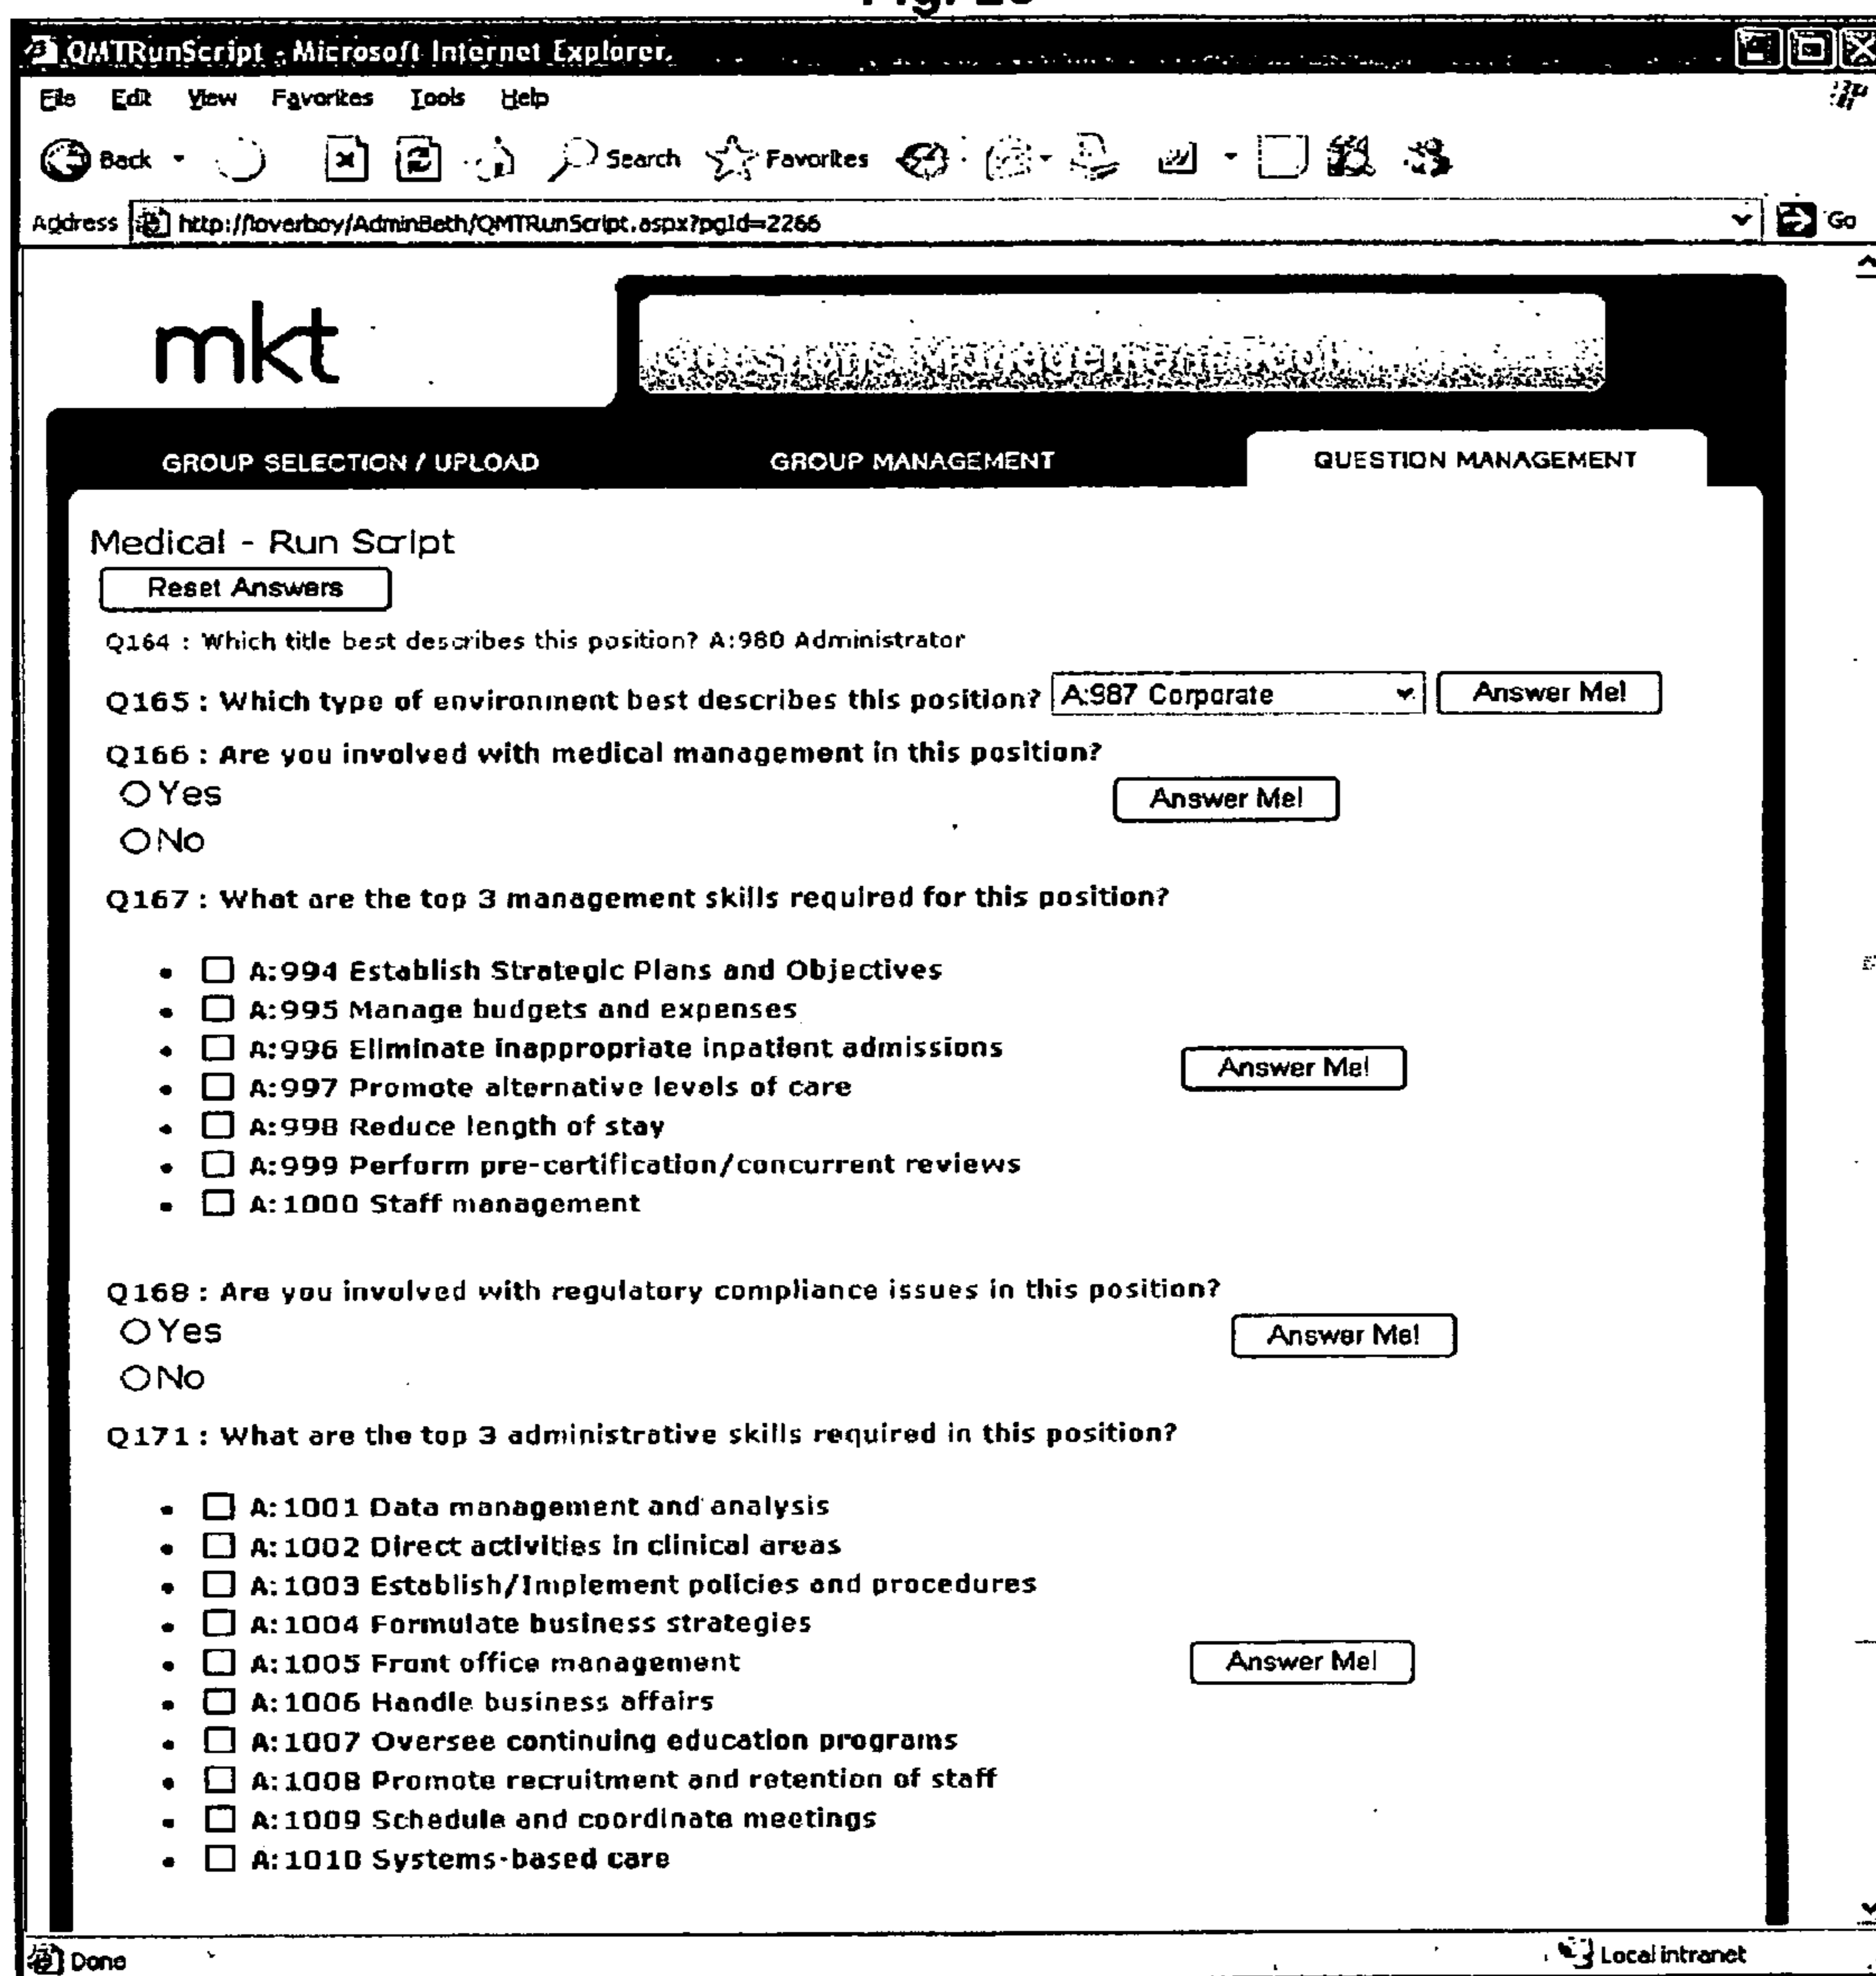 QMTRunScript - Microsoft Internet Explorer.
File Edit View Favorites Tools Help
Back Search Favorites
Address http://loverboy/AdminBeth/QMTRunScript.aspx?pgId=2266 Go
mkt
Questions Management Tool
GROUP SELECTION / UPLOAD GROUP MANAGEMENT QUESTION MANAGEMENT
Medical - Run Script
Reset Answers
Q164 : Which title best describes this position? A:980 Administrator
Q165 : Which type of environment best describes this position? A:987 Corporate Answer Me!
Q166 : Are you involved with medical management in this position?
Yes
Answer Me!
No
Q167 : What are the top 3 management skills required for this position?
• A:994 Establish Strategic Plans and Objectives
• A:995 Manage budgets and expenses
• A:996 Eliminate inappropriate inpatient admissions
Answer Me!
• A:997 Promote alternative levels of care
• A:998 Reduce length of stay
• A:999 Perform pre-certification/concurrent reviews
• A:1000 Staff management
Q168 : Are you involved with regulatory compliance issues in this position?
Yes
Answer Me!
No
Q171 : What are the top 3 administrative skills required in this position?
• A:1001 Data management and analysis
• A:1002 Direct activities in clinical areas
• A:1003 Establish/Implement policies and procedures
• A:1004 Formulate business strategies
• A:1005 Front office management Answer Me!
• A:1006 Handle business affairs
• A:1007 Oversee continuing education programs
• A:1008 Promote recruitment and retention of staff
• A:1009 Schedule and coordinate meetings
• A:1010 Systems-based care
Done Local intranet